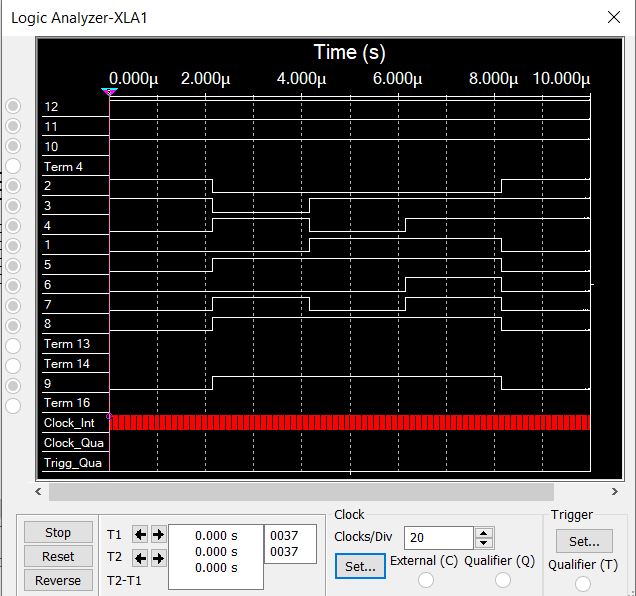 Logic Analyzer-XLA1
Time (s)
0.000µ 2.000µ 4.000µ 6.000µ 8.000µ 10.000µ
12
11
10
Term 4
2
3
4
1
5
6
7
8
Term 13
Term 14
9
Term 16
Clock_Int
Clock_Qua
Trigg_Qua
Stop
Reset
Reverse
T1
T2
T2-T1
0.000 s 0037
0.000 s 0037
0.000 s
Clock
Clocks/Div 20
Set...
External (C) Qualifier (Q)
Trigger
Set...
Qualifier (T)